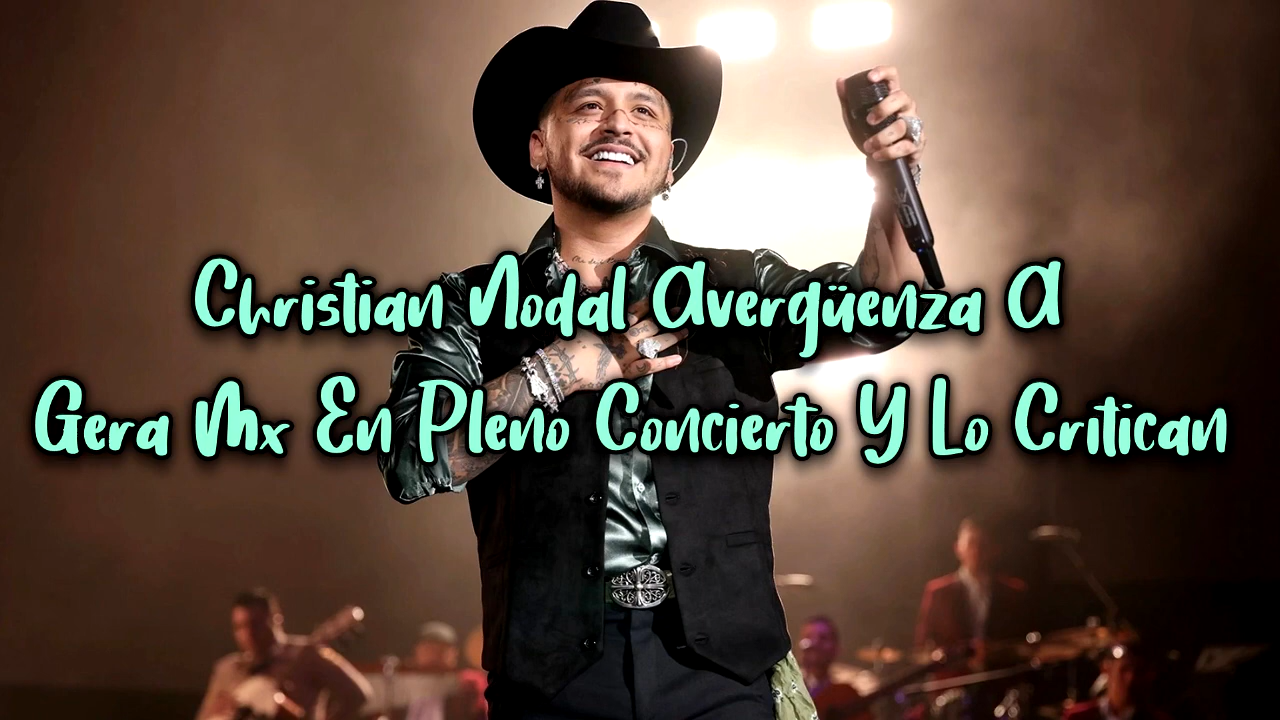 Christian Nodal Avergüenza A
Gera Mx En Pleno Concierto Y Lo Critican